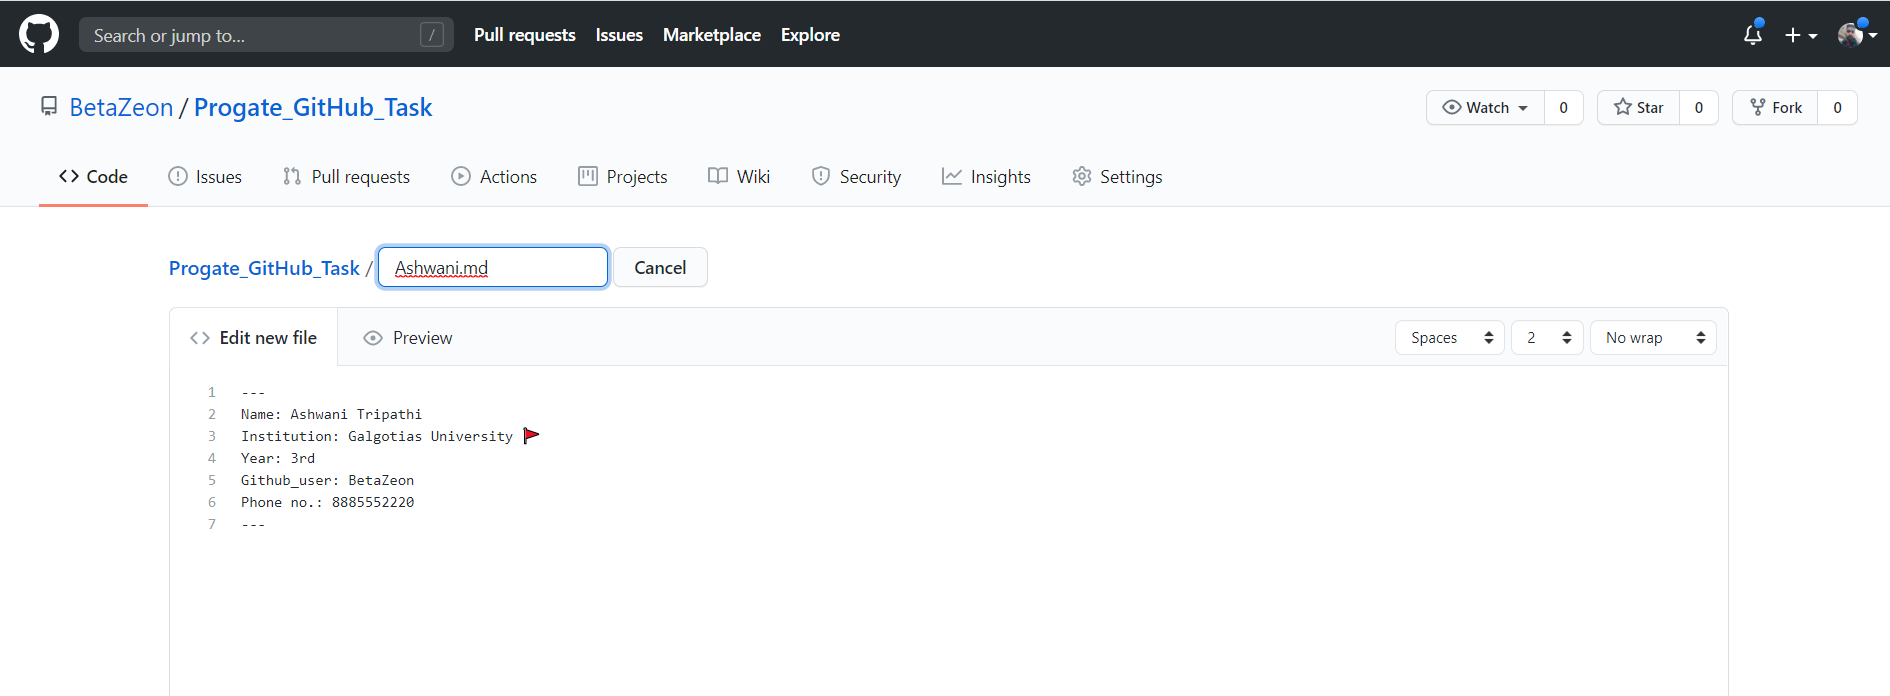 Search or jump to... /
Pull requests Issues Marketplace Explore
BetaZeon / Progate_GitHub_Task
Watch 0 Star 0 Fork 0
Code Issues Pull requests Actions Projects Wiki Security Insights Settings
Progate_GitHub_Task / Ashwani.md Cancel
Edit new file Preview Spaces 2 No wrap
1 ---
2 Name: Ashwani Tripathi
3 Institution: Galgotias University 🚩
4 Year: 3rd
5 Github_user: BetaZeon
6 Phone no.: 8885552220
7 ---